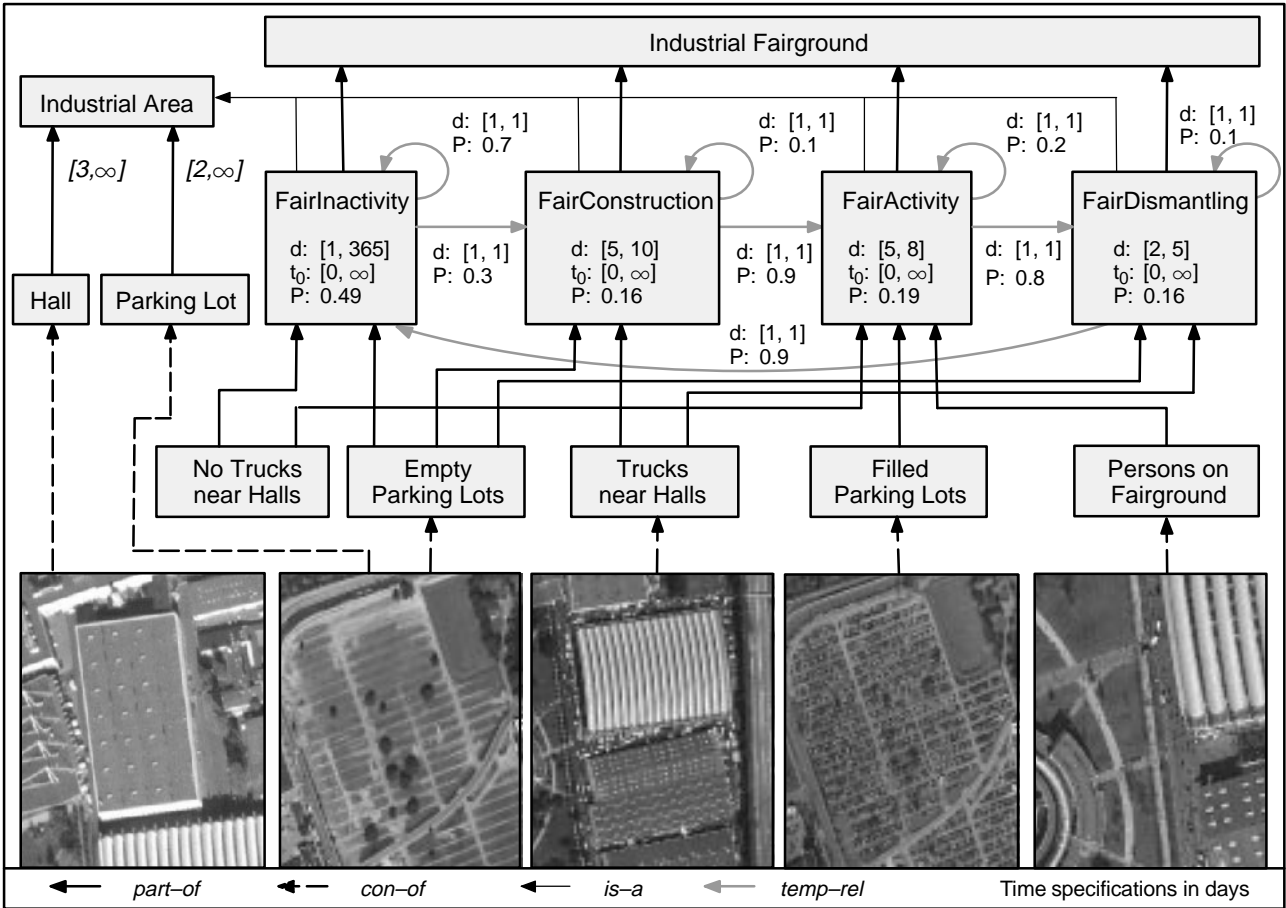 Industrial Fairground
Industrial Area
[3,∞]
[2,∞]
d: [1, 1]
P: 0.7
d: [1, 1]
P: 0.1
d: [1, 1]
P: 0.2
d: [1, 1]
P: 0.1
FairInactivity
d: [1, 365]
t₀: [0, ∞]
P: 0.49
d: [1, 1]
P: 0.3
FairConstruction
d: [5, 10]
t₀: [0, ∞]
P: 0.16
d: [1, 1]
P: 0.9
FairActivity
d: [5, 8]
t₀: [0, ∞]
P: 0.19
d: [1, 1]
P: 0.8
FairDismantling
d: [2, 5]
t₀: [0, ∞]
P: 0.16
Hall
Parking Lot
d: [1, 1]
P: 0.9
No Trucks
near Halls
Empty
Parking Lots
Trucks
near Halls
Filled
Parking Lots
Persons on
Fairground
part–of
con–of
is–a
temp–rel
Time specifications in days